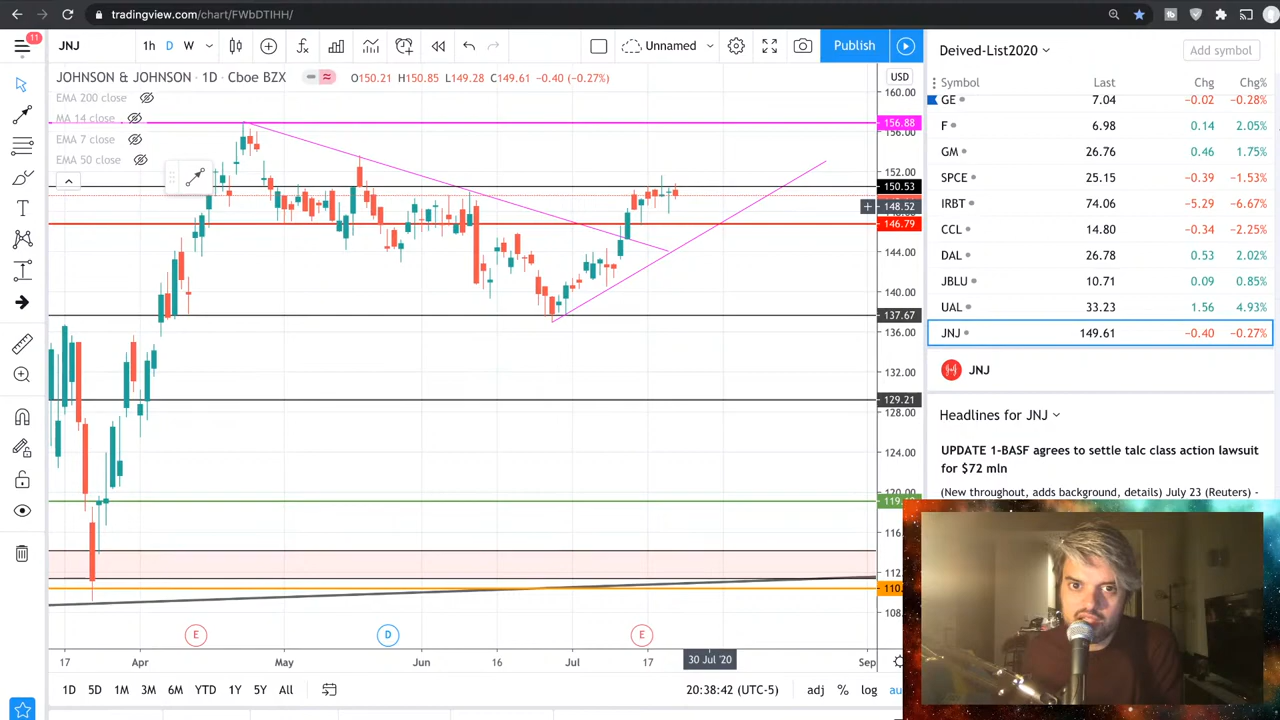 tradingview.com/chart/FWbDTIHH/
11
JNJ 1h D W Unnamed Publish
JOHNSON & JOHNSON • 1D • Cboe BZX O150.21 H150.85 L149.28 C149.61 −0.40 (−0.27%)
EMA 200 close
MA 14 close
EMA 7 close
EMA 50 close
USD
160.00
156.88
156.00
152.00
150.53
148.52
146.79
144.00
140.00
137.67
136.00
132.00
129.21
128.00
124.00
120.00
116
112
110
108
E D E
17 Apr May Jun 16 Jul 17 30 Jul '20 Sep
1D 5D 1M 3M 6M YTD 1Y 5Y All 20:38:42 (UTC-5) adj % log au
Deived-List2020 Add symbol
Symbol Last Chg Chg%
GE 7.04 −0.02 −0.28%
F 6.98 0.14 2.05%
GM 26.76 0.46 1.75%
SPCE 25.15 −0.39 −1.53%
IRBT 74.06 −5.29 −6.67%
CCL 14.80 −0.34 −2.25%
DAL 26.78 0.53 2.02%
JBLU 10.71 0.09 0.85%
UAL 33.23 1.56 4.93%
JNJ 149.61 −0.40 −0.27%
JNJ
Headlines for JNJ
UPDATE 1-BASF agrees to settle talc class action lawsuit
for $72 mln
(New throughout, adds background, details) July 23 (Reuters) -